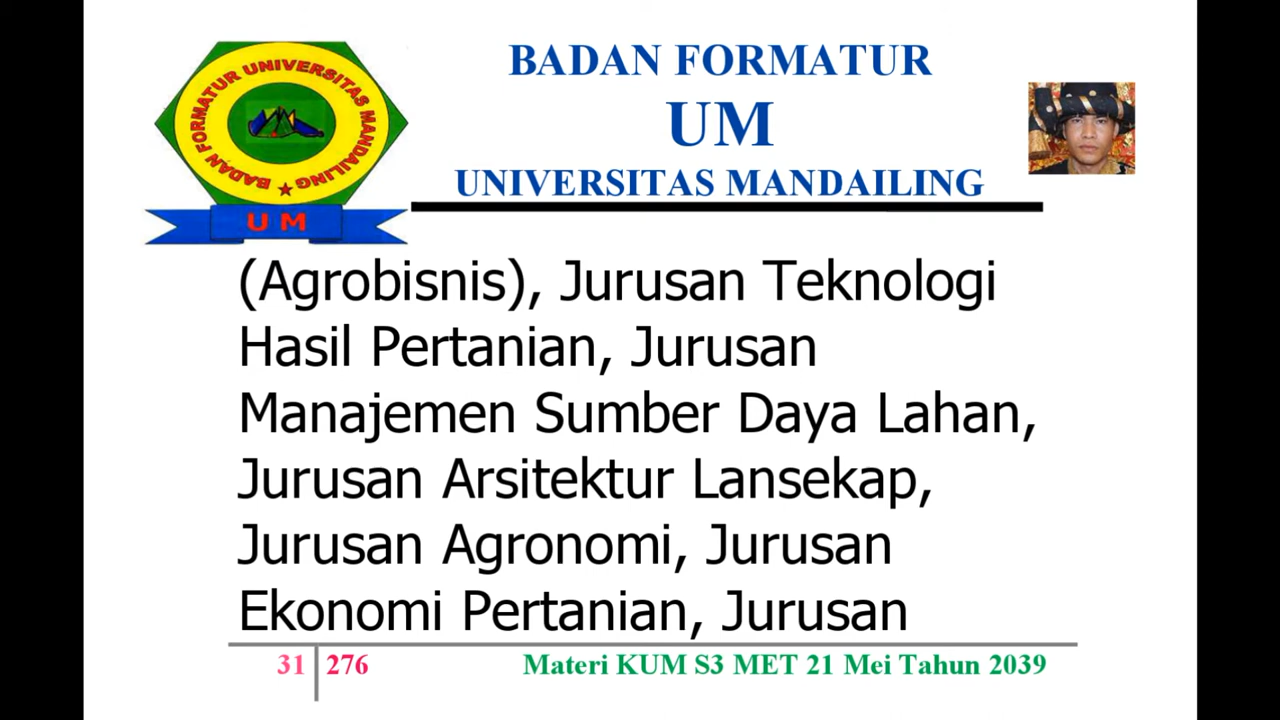 BADAN FORMATUR UNIVERSITAS MANDAILING
U M
BADAN FORMATUR
UM
UNIVERSITAS MANDAILING
(Agrobisnis), Jurusan Teknologi
Hasil Pertanian, Jurusan
Manajemen Sumber Daya Lahan,
Jurusan Arsitektur Lansekap,
Jurusan Agronomi, Jurusan
Ekonomi Pertanian, Jurusan
31 276 Materi KUM S3 MET 21 Mei Tahun 2039